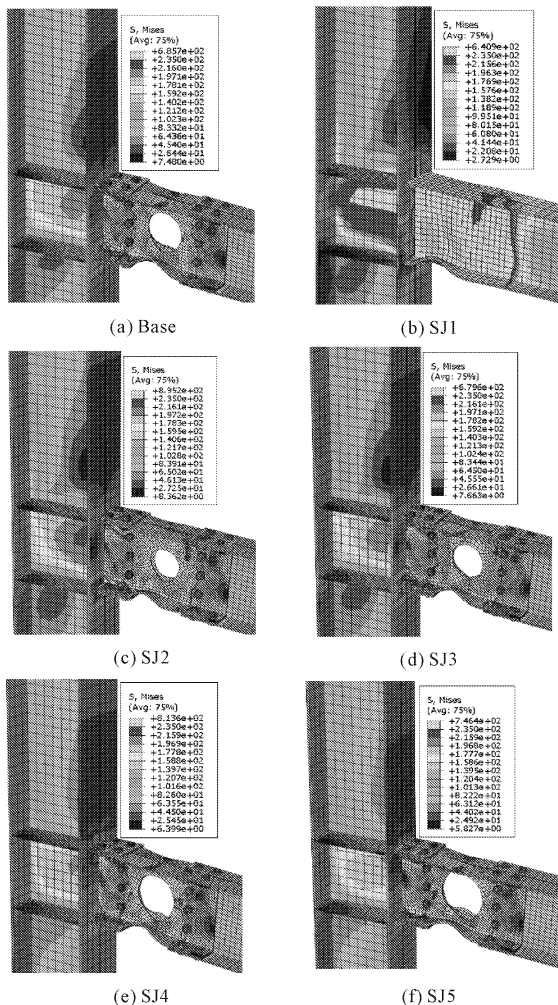 S, Mises
(Avg: 75%)
+6.857e+02
+2.350e+02
+2.160e+02
+1.971e+02
+1.781e+02
+1.592e+02
+1.402e+02
+1.212e+02
+1.023e+02
+8.332e+01
+6.436e+01
+4.540e+01
+2.644e+01
+7.480e+00
(a) Base
S, Mises
(Avg: 75%)
+6.409e+02
+2.350e+02
+2.156e+02
+1.963e+02
+1.769e+02
+1.576e+02
+1.382e+02
+1.189e+02
+9.951e+01
+8.015e+01
+6.080e+01
+4.144e+01
+2.208e+01
+2.729e+00
(b) SJ1
S, Mises
(Avg: 75%)
+8.952e+02
+2.350e+02
+2.161e+02
+1.972e+02
+1.783e+02
+1.595e+02
+1.406e+02
+1.217e+02
+1.028e+02
+8.391e+01
+6.502e+01
+4.613e+01
+2.725e+01
+8.362e+00
(c) SJ2
S, Mises
(Avg: 75%)
+6.796e+02
+2.350e+02
+2.161e+02
+1.971e+02
+1.782e+02
+1.592e+02
+1.403e+02
+1.213e+02
+1.024e+02
+8.344e+01
+6.450e+01
+4.555e+01
+2.661e+01
+7.663e+00
(d) SJ3
S, Mises
(Avg: 75%)
+8.136e+02
+2.350e+02
+2.159e+02
+1.969e+02
+1.778e+02
+1.588e+02
+1.397e+02
+1.207e+02
+1.016e+02
+8.260e+01
+6.355e+01
+4.450e+01
+2.545e+01
+6.399e+00
(e) SJ4
S, Mises
(Avg: 75%)
+7.464e+02
+2.350e+02
+2.159e+02
+1.968e+02
+1.777e+02
+1.586e+02
+1.395e+02
+1.204e+02
+1.013e+02
+8.222e+01
+6.312e+01
+4.402e+01
+2.492e+01
+5.827e+00
(f) SJ5